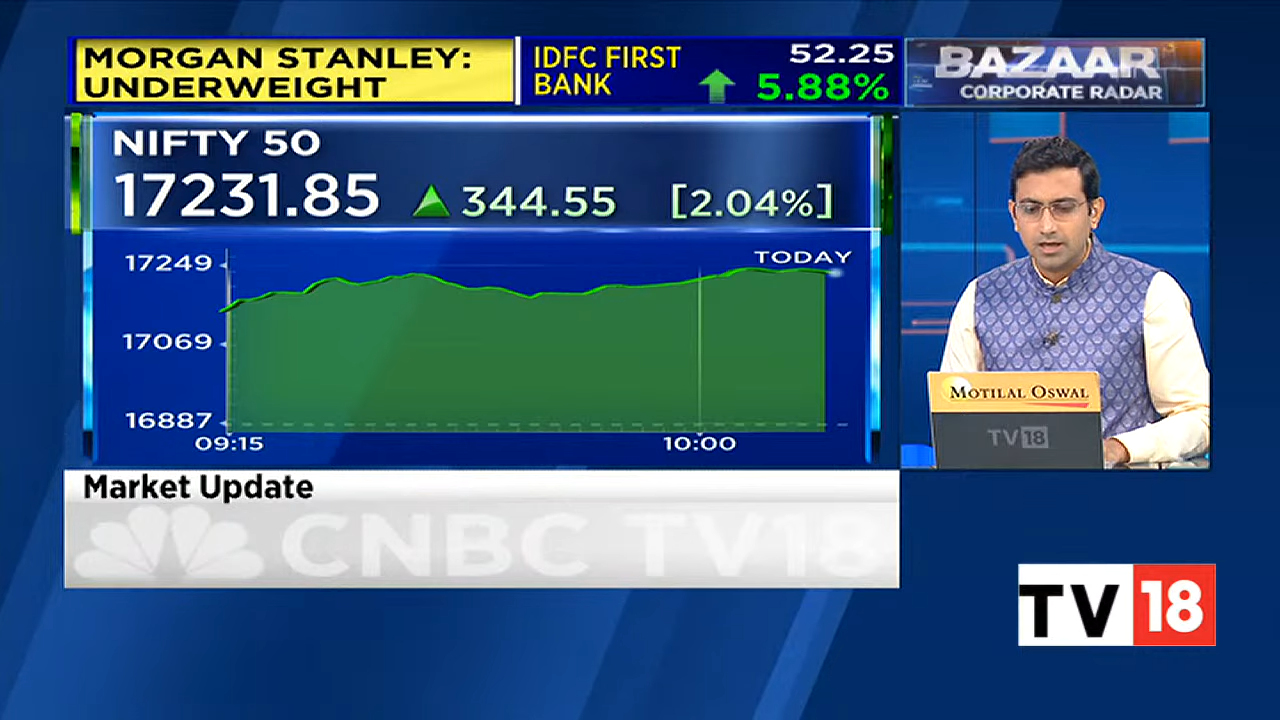 MORGAN STANLEY:
UNDERWEIGHT
IDFC FIRST
BANK
52.25
5.88%
BAZAAR
CORPORATE RADAR
NIFTY 50
17231.85 344.55 [2.04%]
TODAY
17249
17069
16887
09:15 10:00
MOTILAL OSWAL
TV18
Market Update
CNBC TV18
TV18